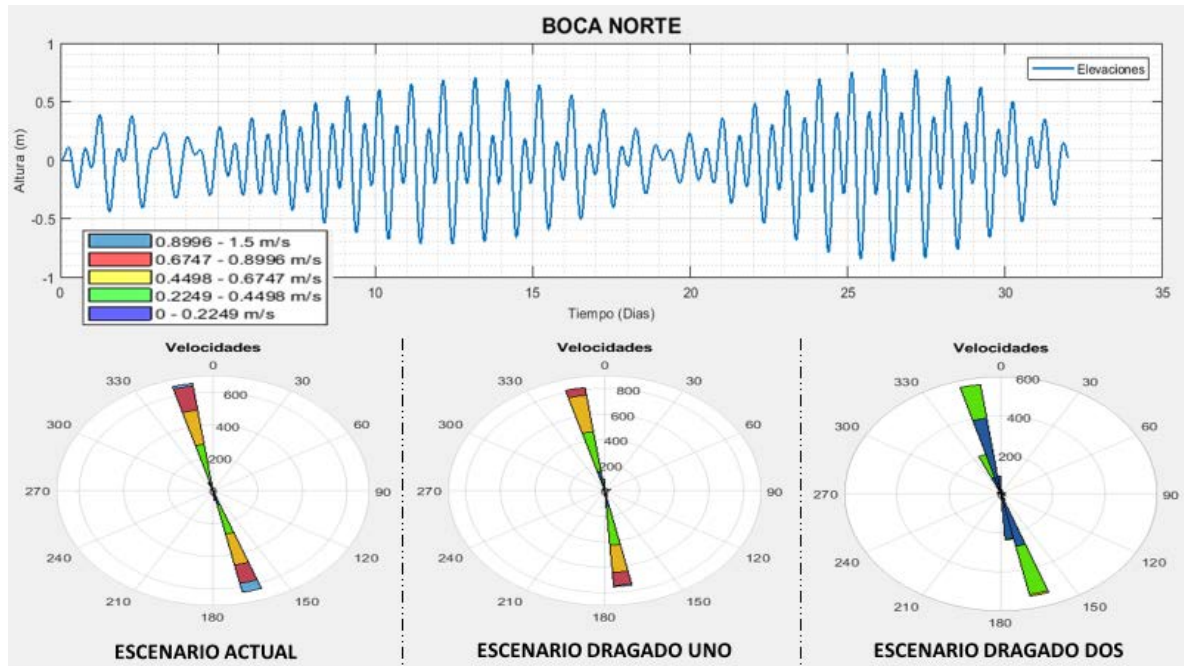 BOCA NORTE
Elevaciones
Altura (m)
1
0.5
0
-0.5
-1
0.8996 - 1.5 m/s
0.6747 - 0.8996 m/s
0.4498 - 0.6747 m/s
0.2249 - 0.4498 m/s
0 - 0.2249 m/s
0 10 15 20 25 30 35
Tiempo (Dias)
Velocidades
0
330 30
600
300 400 60
200
270 90
240 120
210 150
180
ESCENARIO ACTUAL
Velocidades
0
330 30
800
600
300 60
400
200
270 90
240 120
210 150
180
ESCENARIO DRAGADO UNO
Velocidades
0
600
330 30
400
300 60
200
270 90
240 120
210 150
180
ESCENARIO DRAGADO DOS